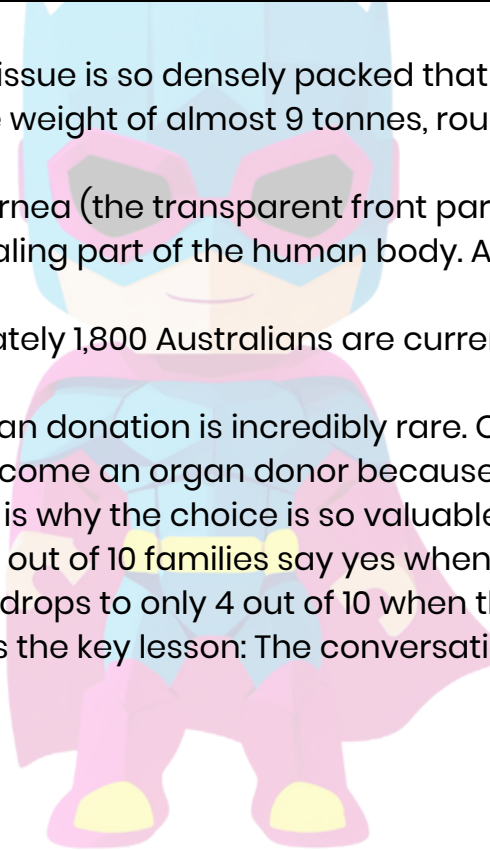 issue is so densely packed that
weight of almost 9 tonnes, rou
rnea (the transparent front par
aling part of the human body. A
ately 1,800 Australians are curre
an donation is incredibly rare. O
come an organ donor because
is why the choice is so valuable
out of 10 families say yes when
drops to only 4 out of 10 when t
s the key lesson: The conversati